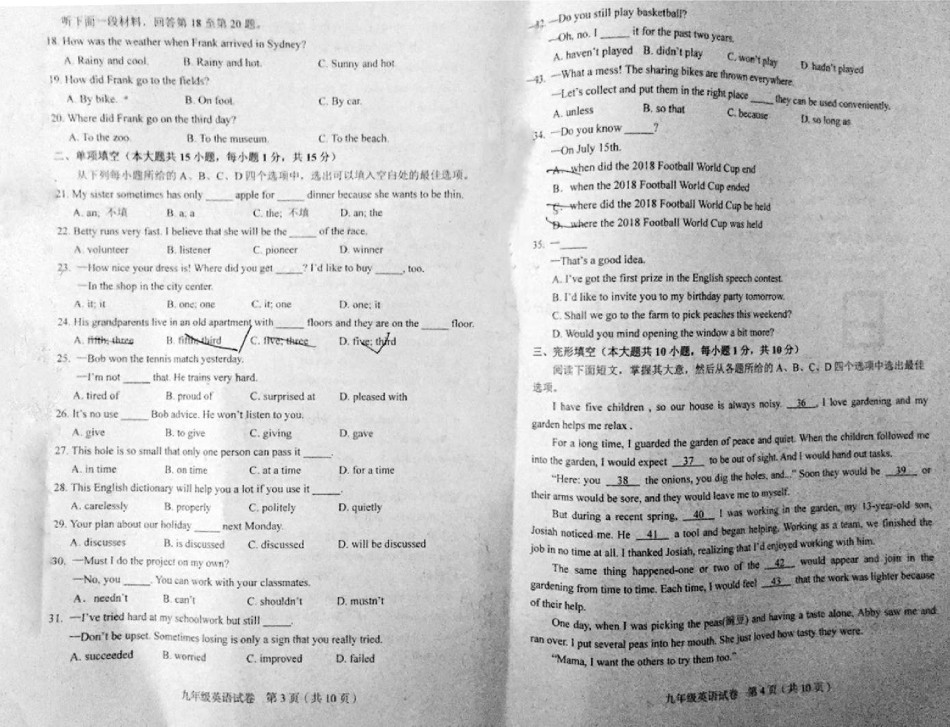 听下面一段材料，回答第 18 至第 20 题。
18. How was the weather when Frank arrived in Sydney?
A. Rainy and cool. B. Rainy and hot. C. Sunny and hot
19. How did Frank go to the fields?
A. By bike. B. On foot. C. By car.
20. Where did Frank go on the third day?
A. To the zoo. B. To the museum. C. To the beach.
二、单项填空（本大题共 15 小题，每小题 1 分，共 15 分）
从下列每小题所给的 A、B、C、D 四个选项中，选出可以填入空白处的最佳选项。
21. My sister sometimes has only _____ apple for _____ dinner because she wants to be thin.
A. an; 不填 B. a; a C. the; 不填 D. an; the
22. Betty runs very fast. I believe that she will be the _____ of the race.
A. volunteer B. listener C. pioneer D. winner
23. —How nice your dress is! Where did you get _____? I'd like to buy _____, too.
—In the shop in the city center.
A. it; it B. one; one C. it; one D. one; it
24. His grandparents live in an old apartment with _____ floors and they are on the _____ floor.
A. fifth; three B. fifth; third C. five; three D. five; third
25. —Bob won the tennis match yesterday.
—I'm not _____ that. He trains very hard.
A. tired of B. proud of C. surprised at D. pleased with
26. It's no use _____ Bob advice. He won't listen to you.
A. give B. to give C. giving D. gave
27. This hole is so small that only one person can pass it _____.
A. in time B. on time C. at a time D. for a time
28. This English dictionary will help you a lot if you use it _____.
A. carelessly B. properly C. politely D. quietly
29. Your plan about our holiday _____ next Monday.
A. discusses B. is discussed C. discussed D. will be discussed
30. —Must I do the project on my own?
—No, you _____. You can work with your classmates.
A. needn't B. can't C. shouldn't D. mustn't
31. —I've tried hard at my schoolwork but still _____.
—Don't be upset. Sometimes losing is only a sign that you really tried.
A. succeeded B. worried C. improved D. failed
九年级英语试卷 第 3 页（共 10 页）
32. —Do you still play basketball?
—Oh, no. I _____ it for the past two years.
A. haven't played B. didn't play C. won't play D. hadn't played
33. —What a mess! The sharing bikes are thrown everywhere.
—Let's collect and put them in the right place _____ they can be used conveniently.
A. unless B. so that C. because D. so long as
34. —Do you know _____?
—On July 15th.
A. when did the 2018 Football World Cup end
B. when the 2018 Football World Cup ended
C. where did the 2018 Football World Cup be held
D. where the 2018 Football World Cup was held
35. —_____
—That's a good idea.
A. I've got the first prize in the English speech contest.
B. I'd like to invite you to my birthday party tomorrow.
C. Shall we go to the farm to pick peaches this weekend?
D. Would you mind opening the window a bit more?
三、完形填空（本大题共 10 小题，每小题 1 分，共 10 分）
阅读下面短文，掌握其大意，然后从各题所给的 A、B、C、D 四个选项中选出最佳
选项。
I have five children , so our house is always noisy. 36 , I love gardening and my
garden helps me relax .
For a long time, I guarded the garden of peace and quiet. When the children followed me
into the garden, I would expect 37 to be out of sight. And I would hand out tasks.
"Here: you 38 the onions, you dig the holes, and..." Soon they would be 39 or
their arms would be sore, and they would leave me to myself.
But during a recent spring, 40 I was working in the garden, my 13-year-old son,
Josiah noticed me. He 41 a tool and began helping. Working as a team, we finished the
job in no time at all. I thanked Josiah, realizing that I'd enjoyed working with him.
The same thing happened-one or two of the 42 would appear and join in the
gardening from time to time. Each time, I would feel 43 that the work was lighter because
of their help.
One day, when I was picking the peas(豌豆) and having a taste alone, Abby saw me and
ran over. I put several peas into her mouth. She just loved how tasty they were.
"Mama, I want the others to try them too."
九年级英语试卷 第 4 页（共 10 页）